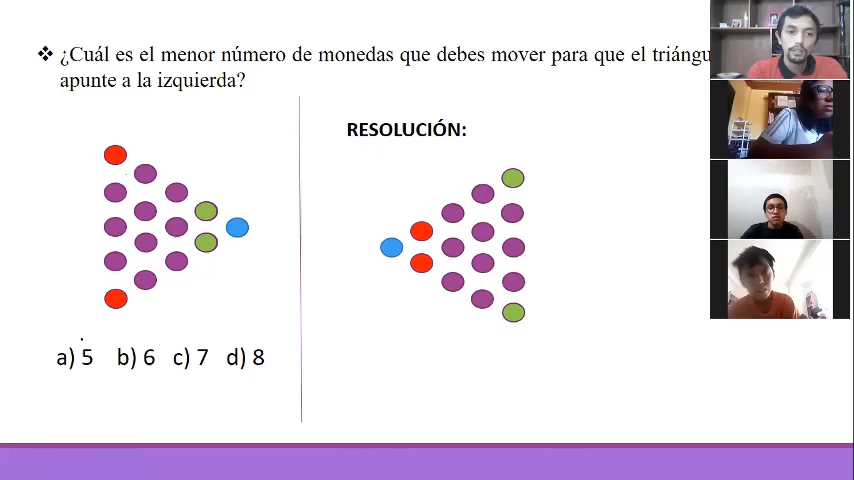 ❖ ¿Cuál es el menor número de monedas que debes mover para que el
apunte a la izquierda?
RESOLUCIÓN:
a) 5 b) 6 c) 7 d) 8